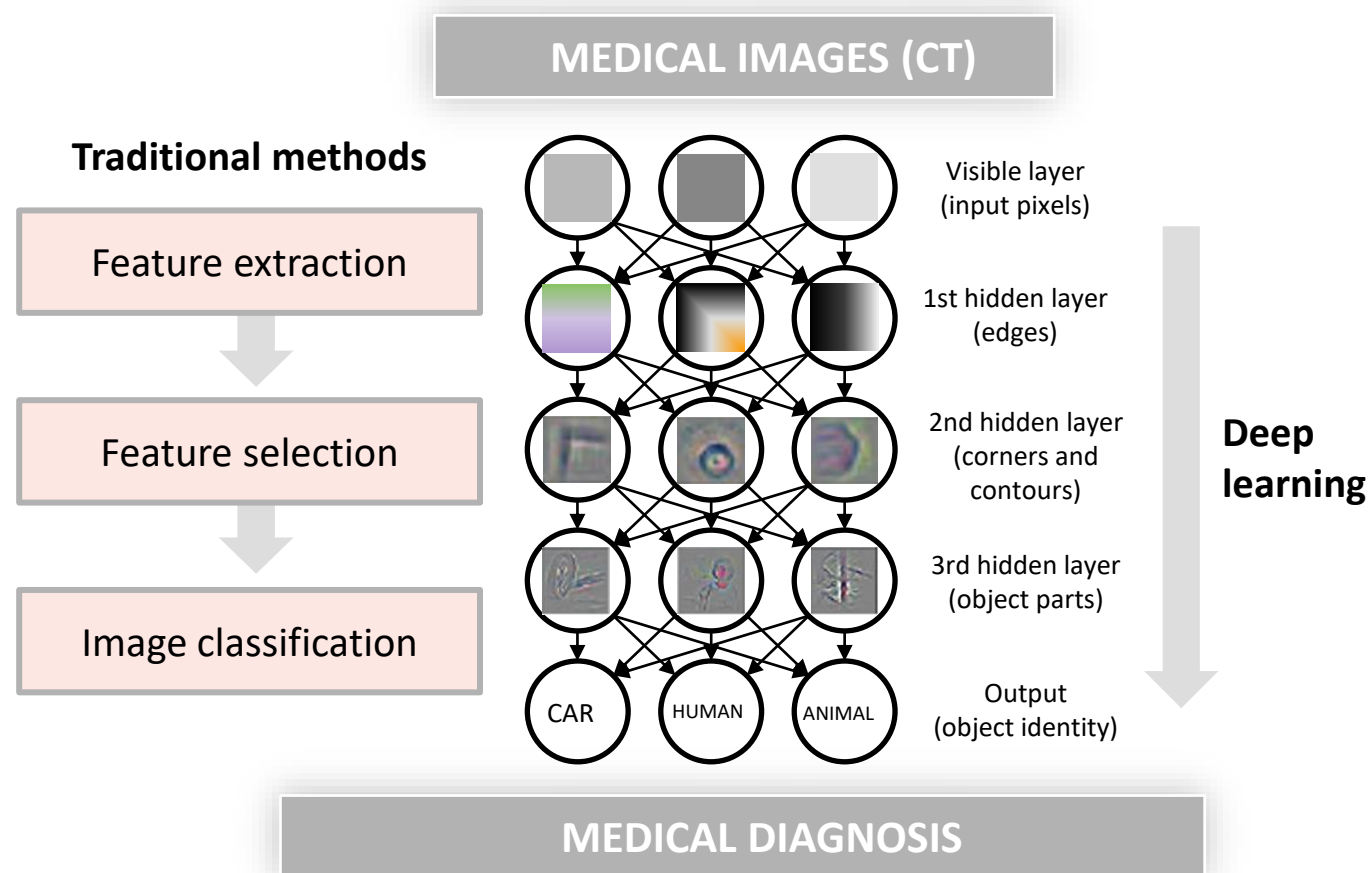 MEDICAL IMAGES (CT)
Traditional methods
Feature extraction
Feature selection
Image classification
Visible layer
(input pixels)
1st hidden layer
(edges)
2nd hidden layer
(corners and
contours)
3rd hidden layer
(object parts)
CAR
HUMAN
ANIMAL
Output
(object identity)
Deep
learning
MEDICAL DIAGNOSIS